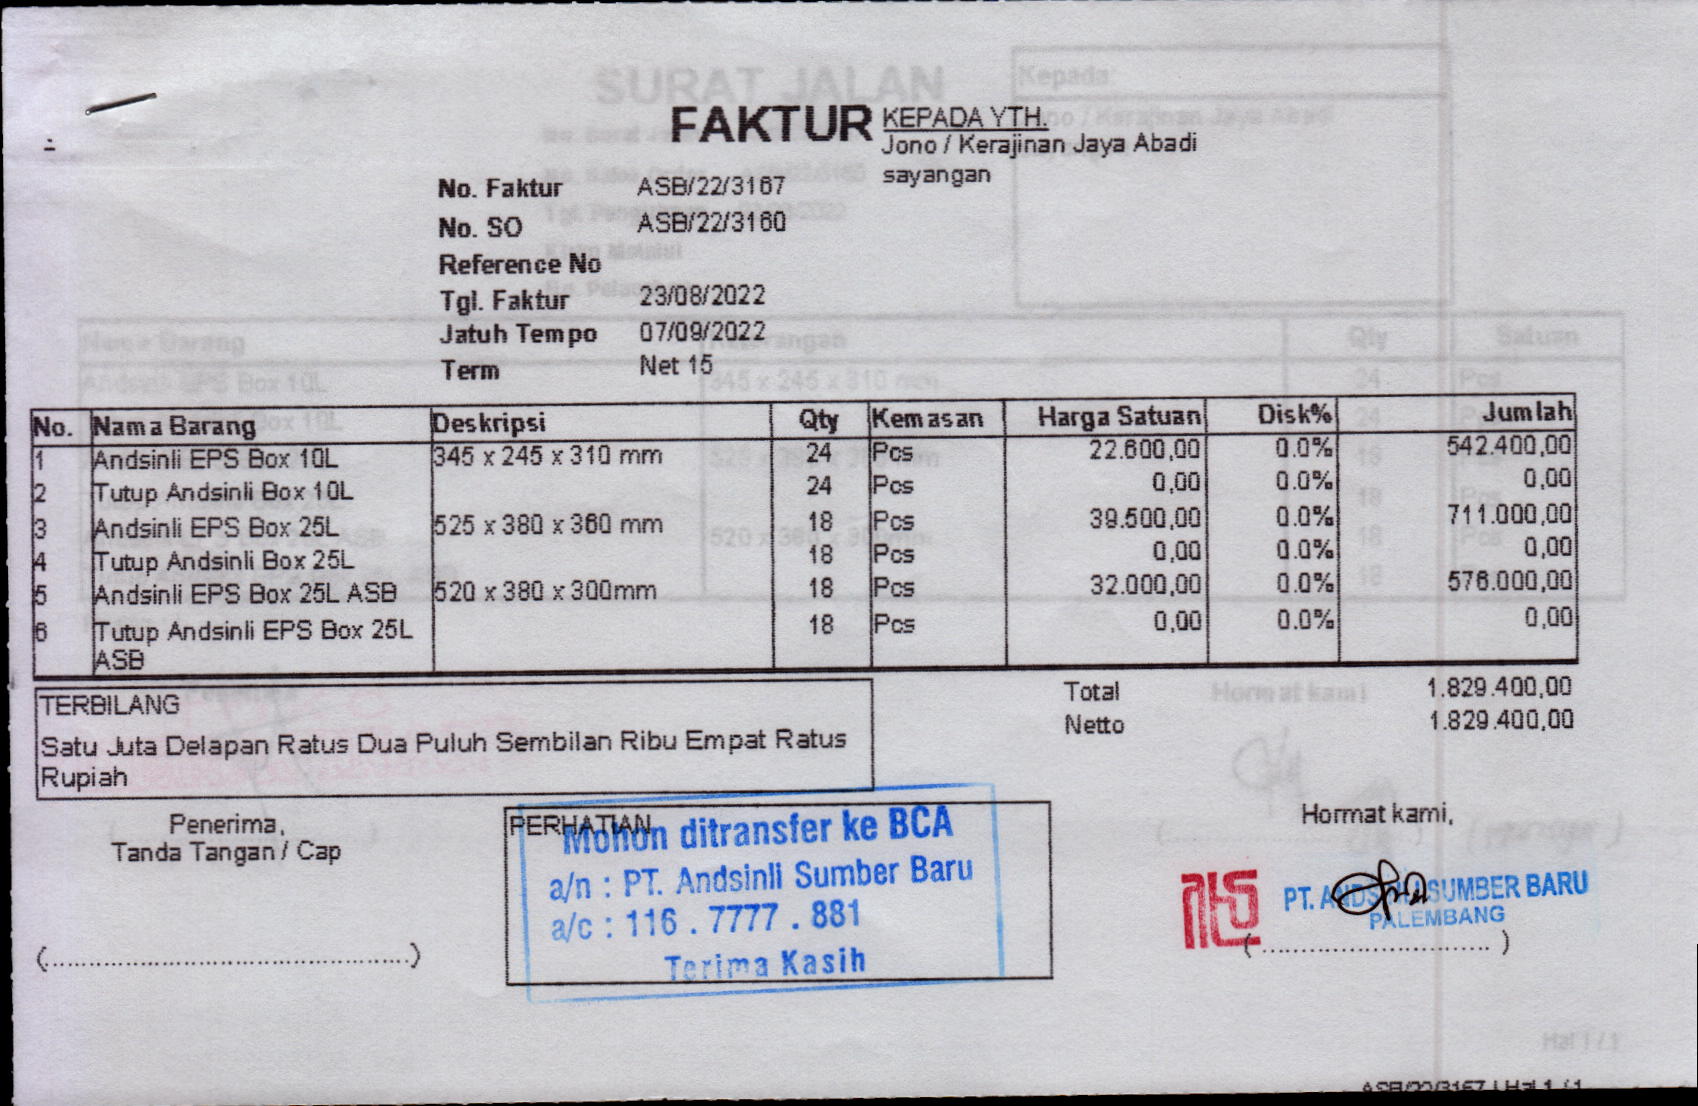 FAKTUR
KEPADA YTH.
Jono / Kerajinan Jaya Abadi
sayangan
No. Faktur ASB/22/3167
No. SO ASB/22/3160
Reference No
Tgl. Faktur 23/08/2022
Jatuh Tempo 07/09/2022
Term Net 15
No. Nama Barang Deskripsi Qty Kemasan Harga Satuan Disk% Jumlah
1 Andsinli EPS Box 10L 345 x 245 x 310 mm 24 Pcs 22.600,00 0.0% 542.400,00
2 Tutup Andsinli Box 10L 24 Pcs 0,00 0.0% 0,00
3 Andsinli EPS Box 25L 525 x 380 x 360 mm 18 Pcs 39.500,00 0.0% 711.000,00
4 Tutup Andsinli Box 25L 18 Pcs 0,00 0.0% 0,00
5 Andsinli EPS Box 25L ASB 520 x 380 x 300mm 18 Pcs 32.000,00 0.0% 576.000,00
6 Tutup Andsinli EPS Box 25L 18 Pcs 0,00 0.0% 0,00
ASB
Total 1.829.400,00
Netto 1.829.400,00
TERBILANG
Satu Juta Delapan Ratus Dua Puluh Sembilan Ribu Empat Ratus
Rupiah
Penerima,
Tanda Tangan / Cap
(............................................)
PERHATIAN
Mohon ditransfer ke BCA
a/n : PT. Andsinli Sumber Baru
a/c : 116 . 7777 . 881
Terima Kasih
Hormat kami,
PT. ANDSINLI SUMBER BARU
PALEMBANG
(............................)
ASB/22/3167 / Hal 1 / 1